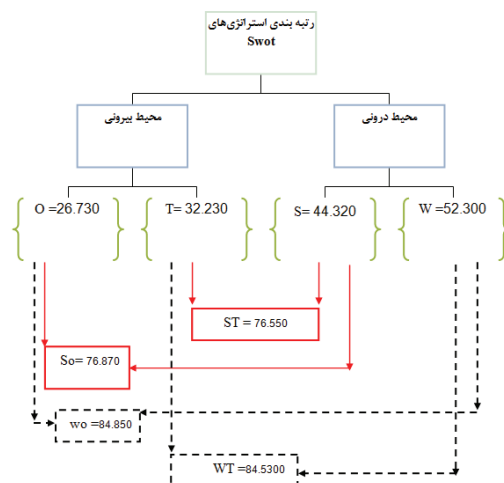 رتبه بندی استراتژی‌های
Swot
محیط بیرونی
محیط درونی
O =26.730
T= 32.230
S= 44.320
W =52.300
ST = 76.550
So= 76.870
wo =84.850
WT =84.5300